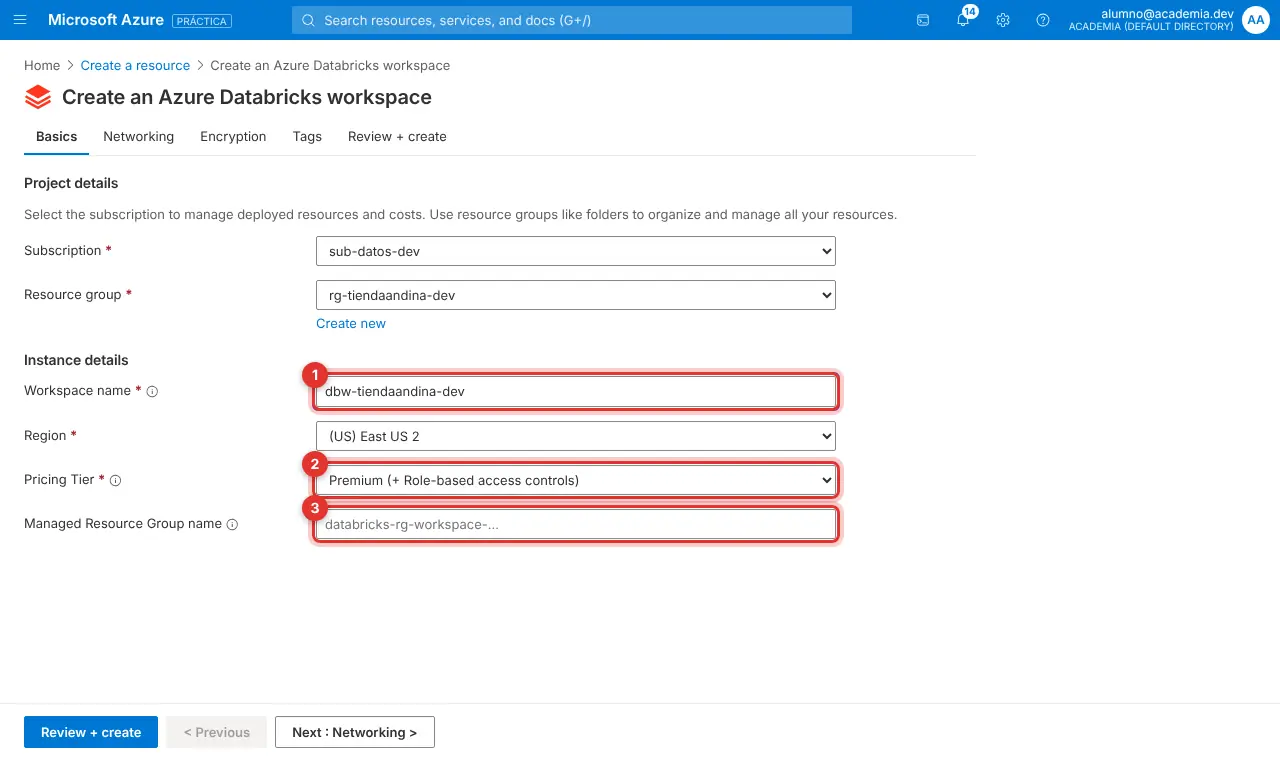 Microsoft Azure PRÁCTICA
Search resources, services, and docs (G+/)
14
alumno@academia.dev
ACADEMIA (DEFAULT DIRECTORY)
AA
Home > Create a resource > Create an Azure Databricks workspace
Create an Azure Databricks workspace
Basics Networking Encryption Tags Review + create
Project details
Select the subscription to manage deployed resources and costs. Use resource groups like folders to organize and manage all your resources.
Subscription * sub-datos-dev
Resource group * rg-tiendaandina-dev
Create new
Instance details
1
Workspace name * dbw-tiendaandina-dev
Region * (US) East US 2
2
Pricing Tier * Premium (+ Role-based access controls)
3
Managed Resource Group name databricks-rg-workspace-...
Review + create < Previous Next : Networking >